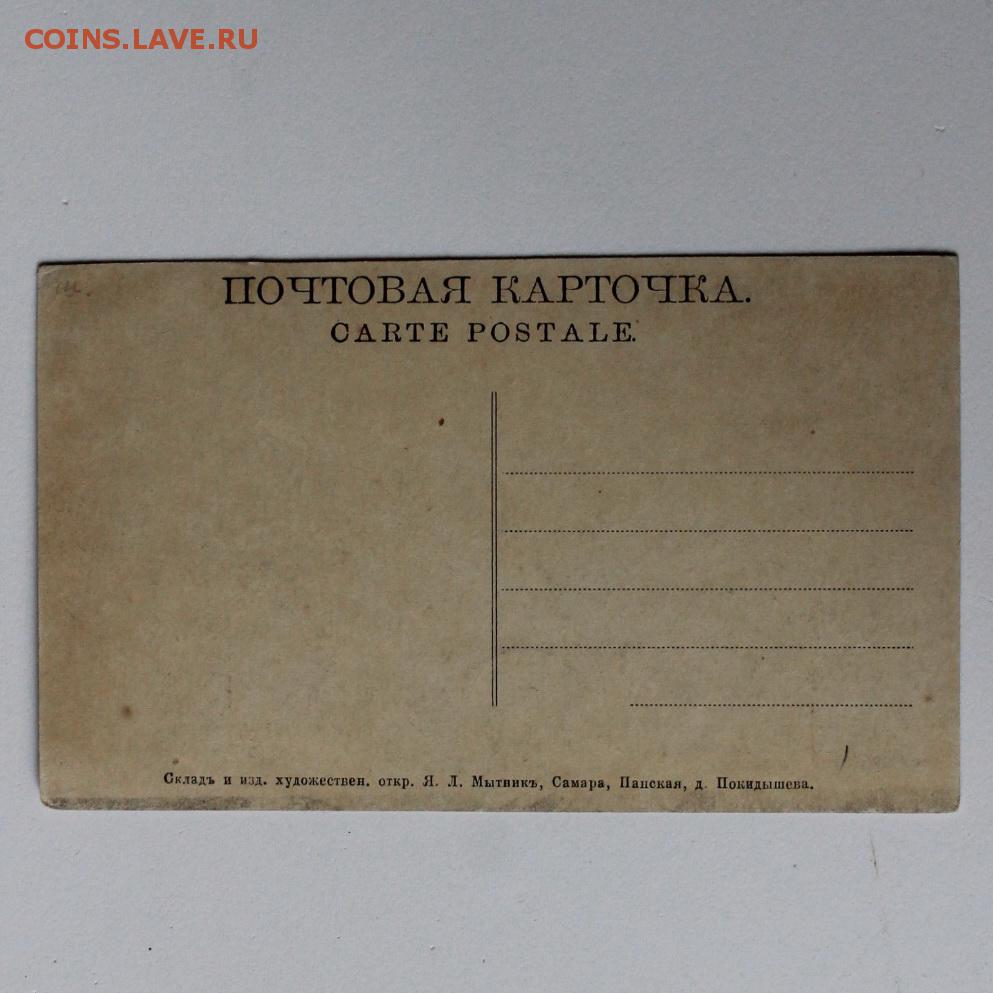 COINS.LAVE.RU
ПОЧТОВАЯ КАРТОЧКА.
CARTE POSTALE.
Складъ и изд. художествен. откр. Я. Л. Мытникъ, Самара, Панская, д. Покидышева.